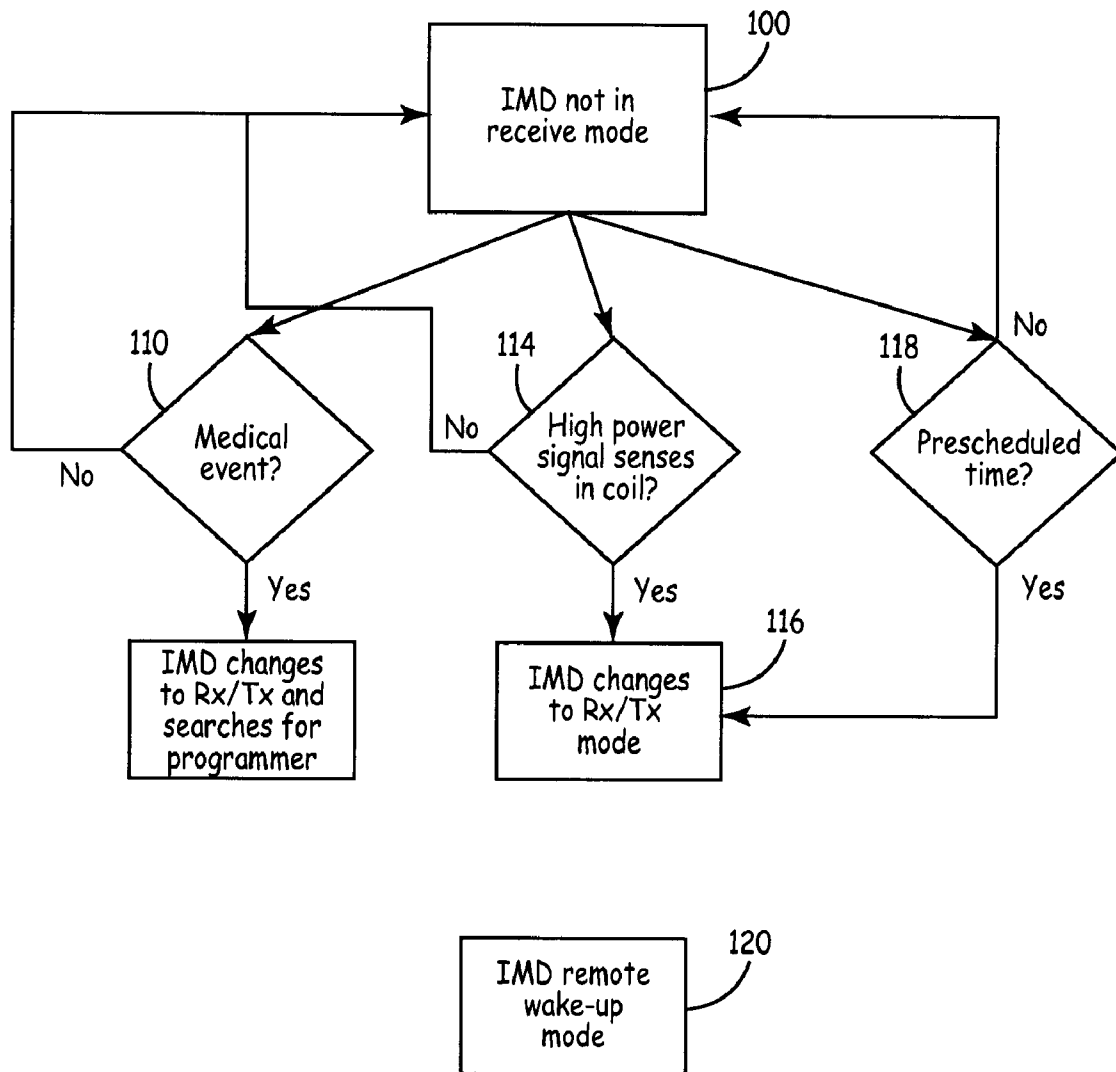 100
IMD not in
receive mode
No
110
114
118
Medical
event?
No
No
High power
signal senses
in coil?
Prescheduled
time?
Yes
Yes
Yes
IMD changes
to Rx/Tx and
searches for
programmer
116
IMD changes
to Rx/Tx
mode
120
IMD remote
wake-up
mode